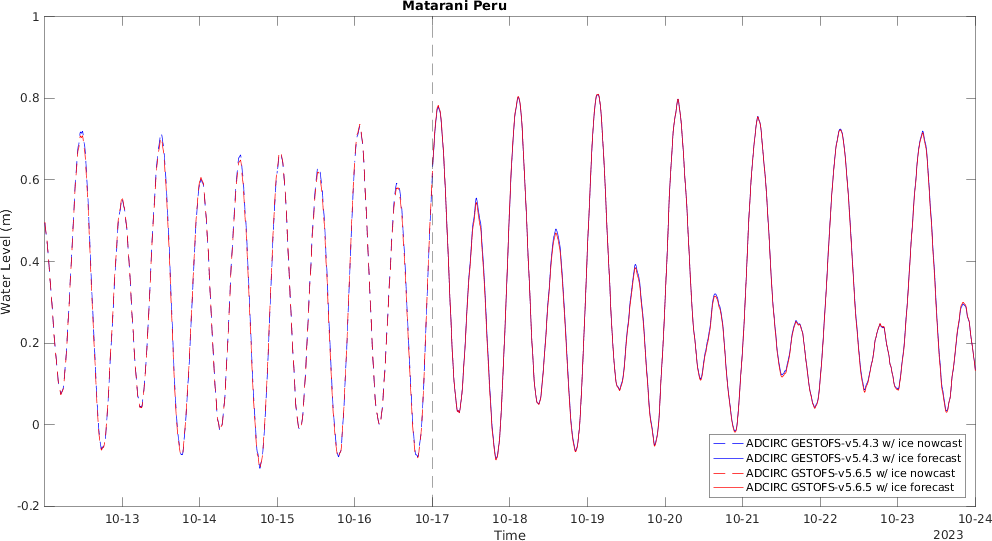 Matarani Peru
1
0.8
0.6
0.4
0.2
0
-0.2
Water Level (m)
10-13 10-14 10-15 10-16 10-17 10-18 10-19 10-20 10-21 10-22 10-23 10-24
Time
2023
ADCIRC GESTOFS-v5.4.3 w/ ice nowcast
ADCIRC GESTOFS-v5.4.3 w/ ice forecast
ADCIRC GSTOFS-v5.6.5 w/ ice nowcast
ADCIRC GSTOFS-v5.6.5 w/ ice forecast